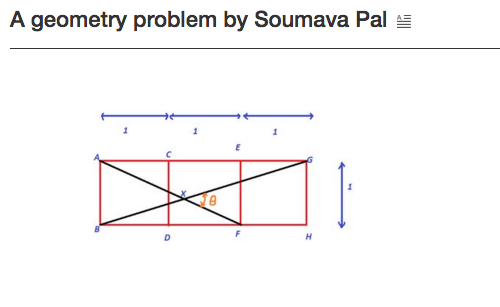 A geometry problem by Soumava Pal
1 1 1
A C E G
X θ 1
B D F H